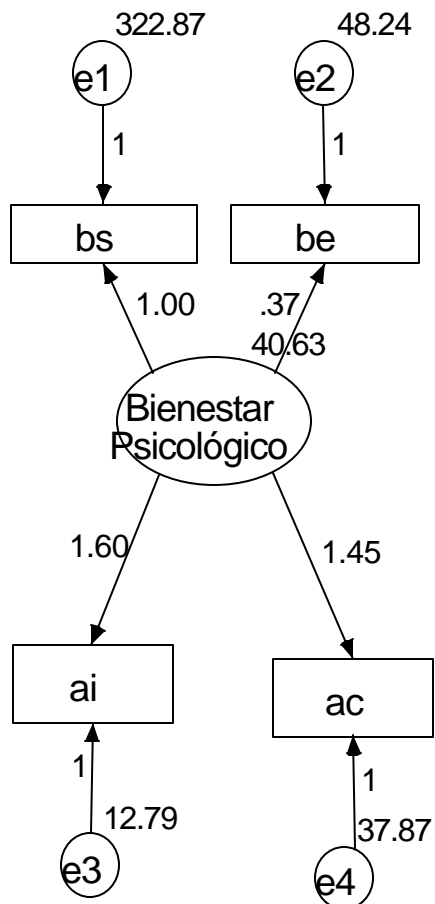 322.87
48.24
e1
e2
1
1
bs
be
1.00
.37
40.63
Bienestar
Psicológico
1.60
1.45
ai
ac
1
1
12.79
37.87
e3
e4